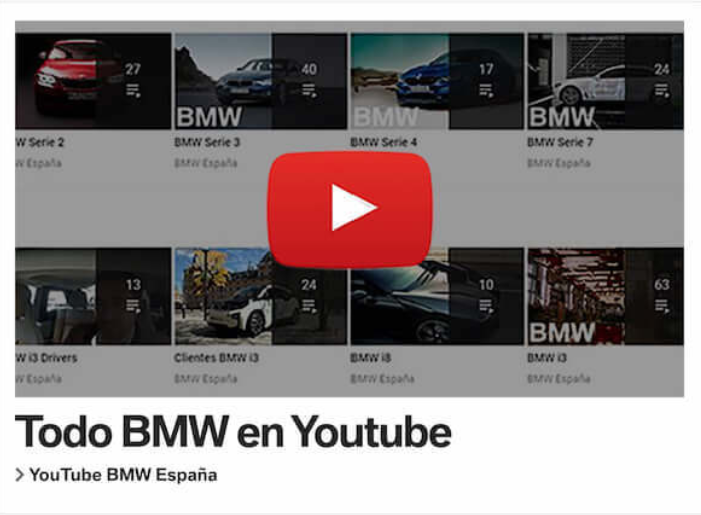 27
40
17
24
BMW
BMW
BMW
W Serie 2
BMW Serie 3
BMW Serie 4
BMW Serie 7
W España
BMW España
BMW España
BMW España
13
24
10
63
BMW
W i3 Drivers
Clientes BMW i3
BMW i8
BMW i3
W España
BMW España
BMW España
BMW España
Todo BMW en Youtube
> YouTube BMW España